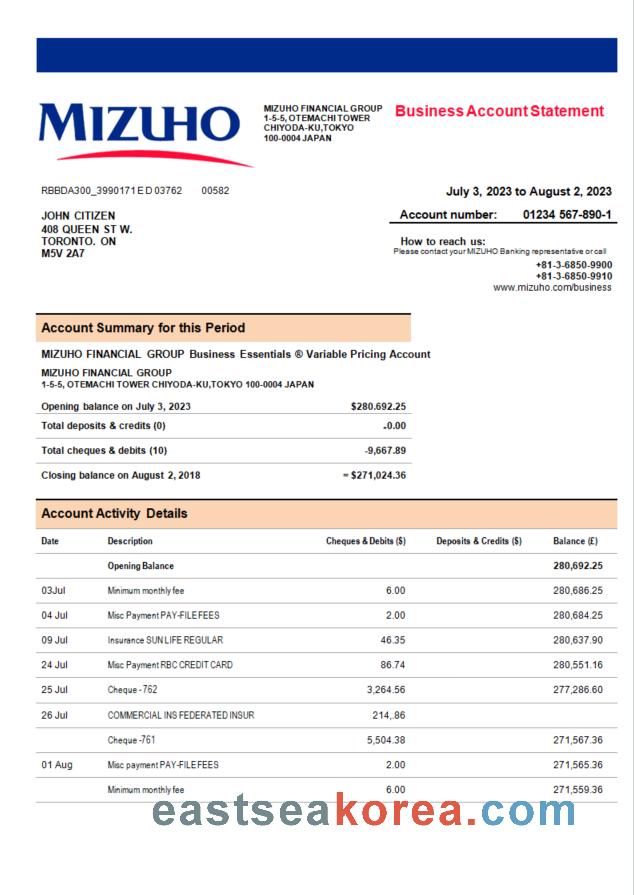 MIZUHO
MIZUHO FINANCIAL GROUP
1-5-5, OTEMACHI TOWER
CHIYODA-KU,TOKYO
100-0004 JAPAN
Business Account Statement
RBBDA300_3990171 E D 03762 00582
July 3, 2023 to August 2, 2023
JOHN CITIZEN
408 QUEEN ST W.
TORONTO. ON
M5V 2A7
Account number: 01234 567-890-1
How to reach us:
Please contact your MIZUHO Banking representative or call
+81-3-6850-9900
+81-3-6850-9910
www.mizuho.com/business
Account Summary for this Period
MIZUHO FINANCIAL GROUP Business Essentials ® Variable Pricing Account
MIZUHO FINANCIAL GROUP
1-5-5, OTEMACHI TOWER CHIYODA-KU,TOKYO 100-0004 JAPAN
Opening balance on July 3, 2023 $280.692.25
Total deposits & credits (0) -0.00
Total cheques & debits (10) -9,667.89
Closing balance on August 2, 2018 = $271,024.36
Account Activity Details
Date Description Cheques & Debits ($) Deposits & Credits ($) Balance (£)
Opening Balance 280,692.25
03Jul Minimum monthly fee 6.00 280,686.25
04 Jul Misc Payment PAY-FILE FEES 2.00 280,684.25
09 Jul Insurance SUN LIFE REGULAR 46.35 280,637.90
24 Jul Misc Payment RBC CREDIT CARD 86.74 280,551.16
25 Jul Cheque - 762 3,264.56 277,286.60
26 Jul COMMERCIAL INS FEDERATED INSUR 214,.86
Cheque -761 5,504.38 271,567.36
01 Aug Misc payment PAY-FILE FEES 2.00 271,565.36
Minimum monthly fee 6.00 271,559.36
eastseakorea.com